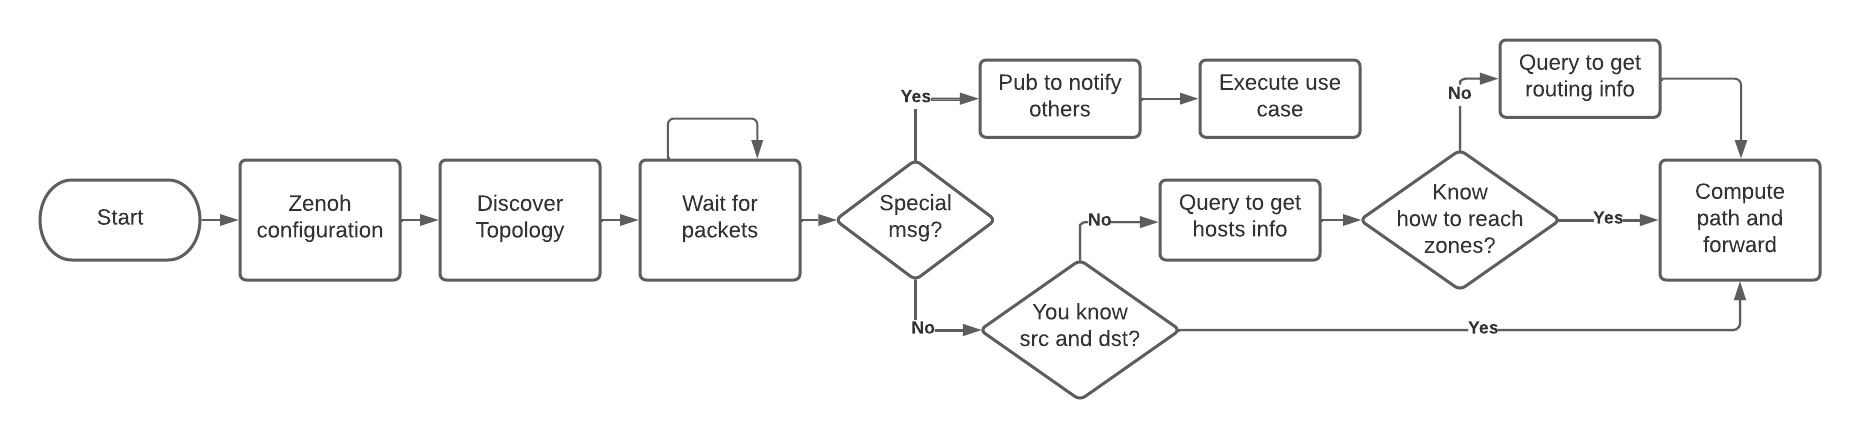 Start
Zenoh
configuration
Discover
Topology
Wait for
packets
Special
msg?
Yes
Pub to notify
others
Execute use
case
No
You know
src and dst?
No
Query to get
hosts info
Know
how to reach
zones?
No
Query to get
routing info
Yes
Compute
path and
forward
Yes